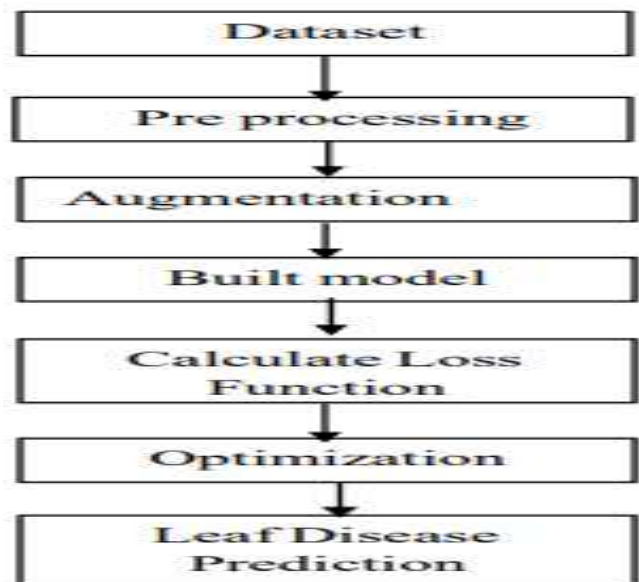 Dataset
Pre processing
Augmentation
Built model
Calculate Loss
Function
Optimization
Leaf Disease
Prediction